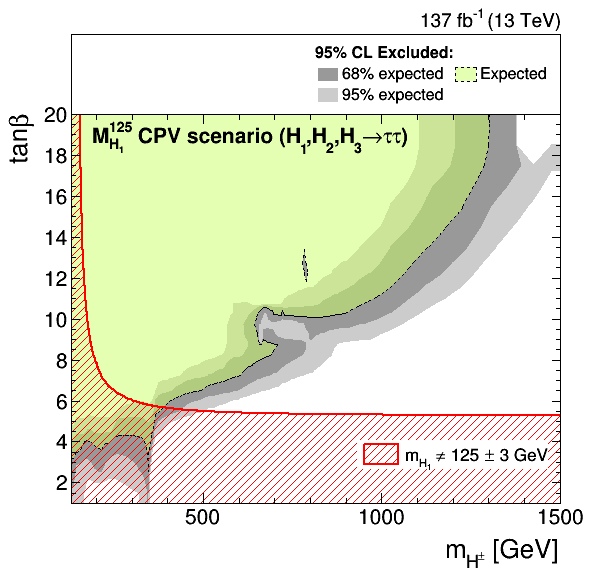 137 fb⁻¹ (13 TeV)
95% CL Excluded:
68% expected
Expected
95% expected
M_H₁^125 CPV scenario (H₁,H₂,H₃→ττ)
tanβ
20
18
16
14
12
10
8
6
4
2
m_H₁ ≠ 125 ± 3 GeV
500
1000
1500
m_H± [GeV]